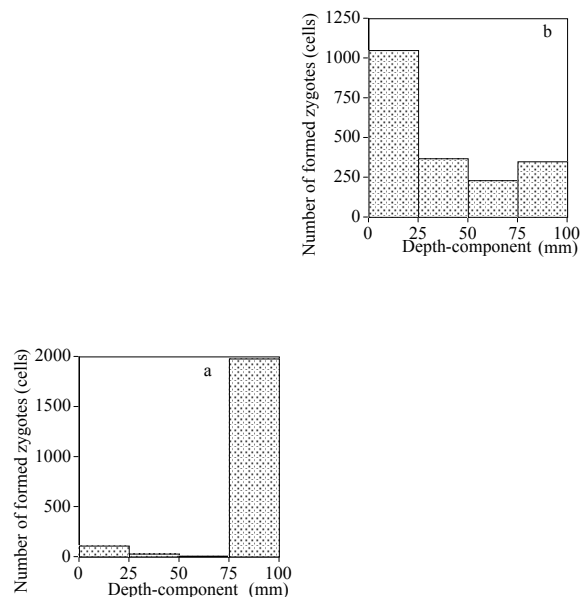 Number of formed zygotes (cells)
b
1250
1000
750
500
250
0
0 25 50 75 100
Depth-component (mm)
Number of formed zygotes (cells)
a
2000
1500
1000
500
0
0 25 50 75 100
Depth-component (mm)